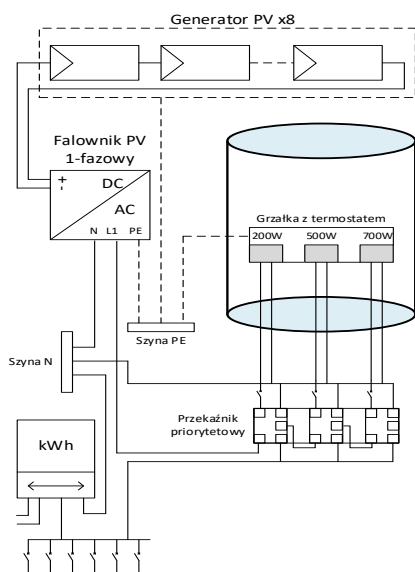 Generator PV x8
Falownik PV
1-fazowy
+
-
DC
AC
N L1 PE
Grzałka z termostatem
200W 500W 700W
Szyna PE
Szyna N
Przekaźnik
priorytetowy
kWh